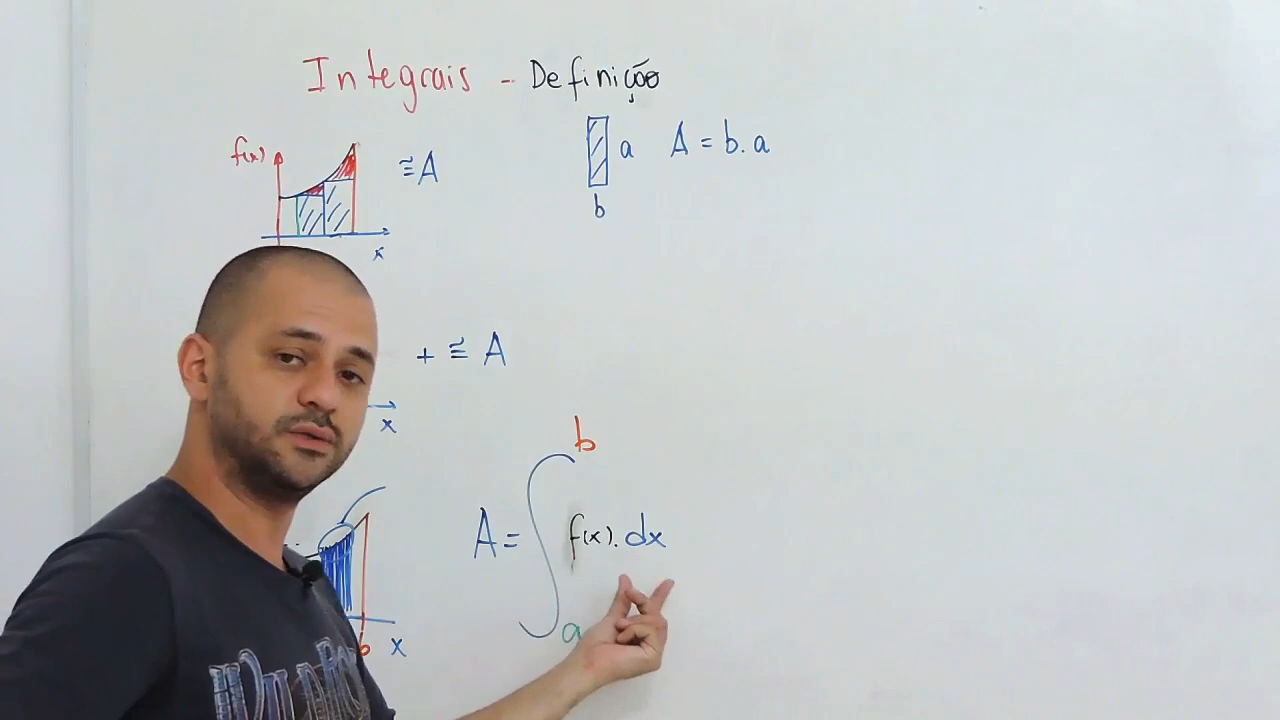 Integrais - Definição
f(x) ≅ A
a A = b.a
b
x
+ ≅ A
x
b
A = ∫ f(x). dx
a
b x